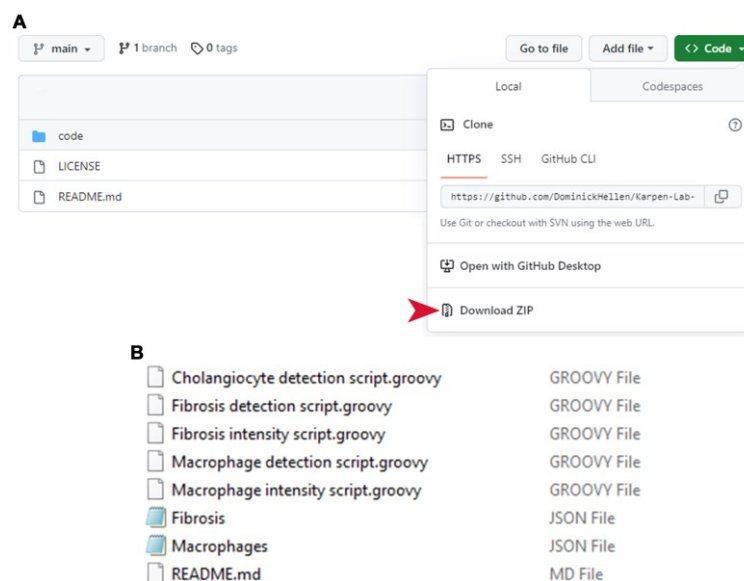 A
main 1 branch 0 tags Go to file Add file <> Code
Local Codespaces
Clone
HTTPS SSH GitHub CLI
https://github.com/DominickHellen/Karpen-Lab-
Use Git or checkout with SVN using the web URL.
Open with GitHub Desktop
Download ZIP
code
LICENSE
README.md
B
Cholangiocyte detection script.groovy GROOVY File
Fibrosis detection script.groovy GROOVY File
Fibrosis intensity script.groovy GROOVY File
Macrophage detection script.groovy GROOVY File
Macrophage intensity script.groovy GROOVY File
Fibrosis JSON File
Macrophages JSON File
README.md MD File